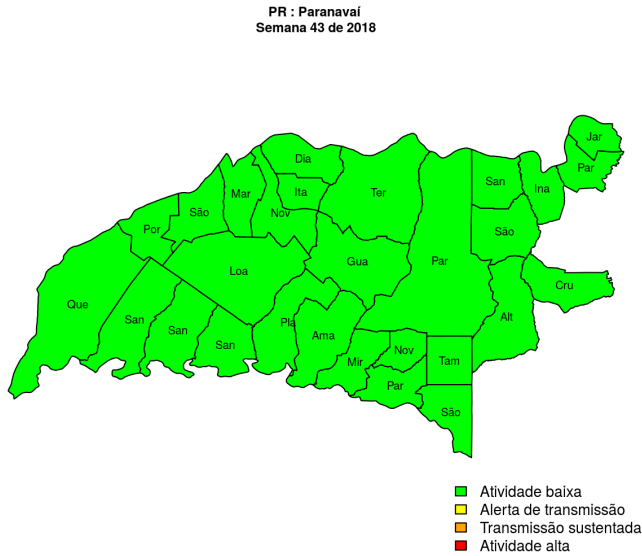 PR : Paranavaí
Semana 43 de 2018
Jar
Dia
Par
Ita
San
Mar
Ter
Ina
São
Nov
Por
São
Par
Gua
Loa
Cru
Que
Alt
San
Pla
San
Ama
San
Nov
Mir
Tam
Par
São
Atividade baixa
Alerta de transmissão
Transmissão sustentada
Atividade alta